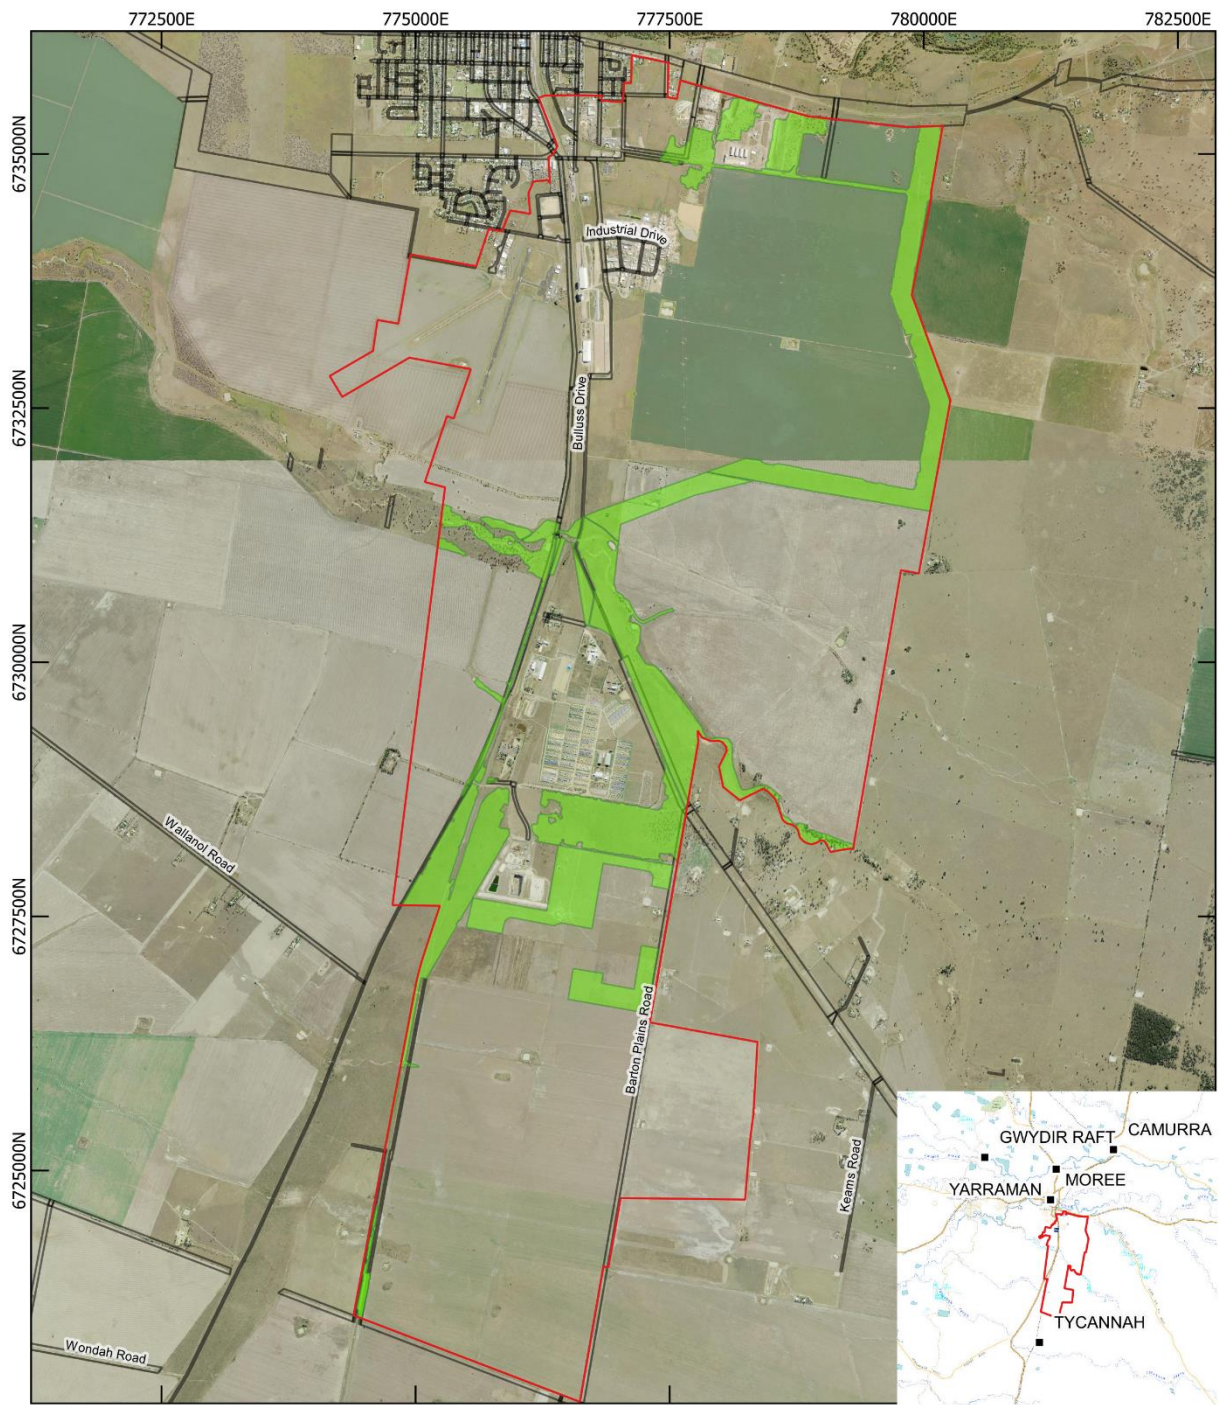 772500E 775000E 777500E 780000E 782500E
6735000N
Industrial Drive
6732500N
Bulluss Drive
6730000N
Wallanol Road
6727500N
Barton Plains Road
6725000N
Keams Road
Wondah Road
GWYDIR RAFT
CAMURRA
YARRAMAN
MOREE
TYCANNAH